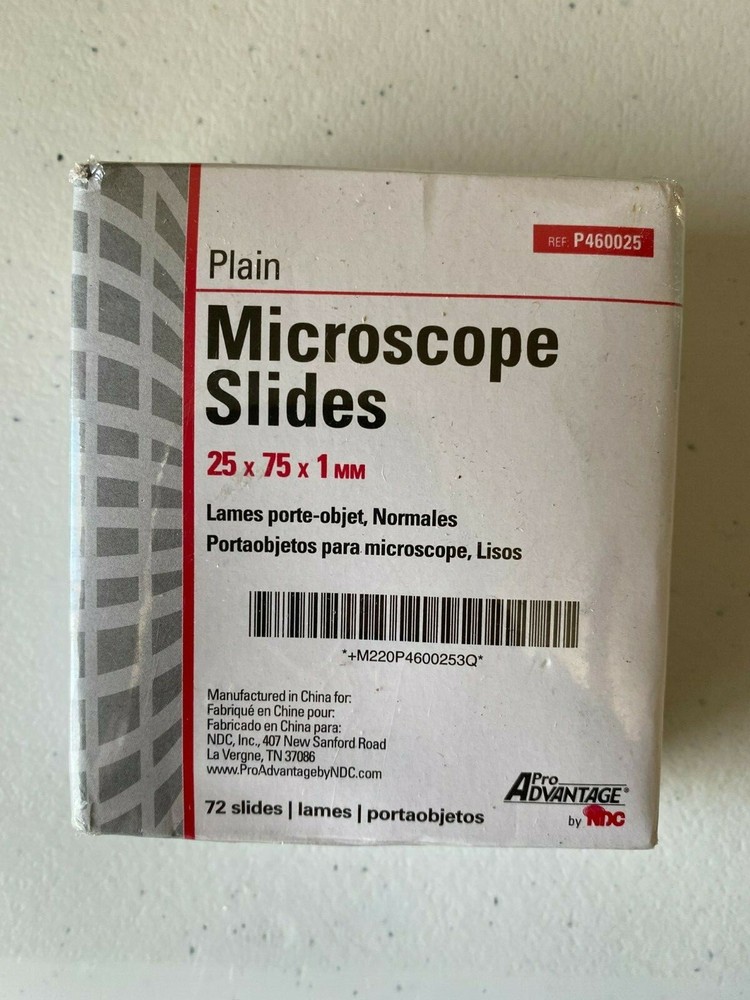 REF: P460025
Plain
Microscope
Slides
25 x 75 x 1 MM
Lames porte-objet, Normales
Portaobjetos para microscope, Lisos
*+M220P4600253Q*
Manufactured in China for:
Fabriqué en Chine pour:
Fabricado en China para:
NDC, Inc., 407 New Sanford Road
La Vergne, TN 37086
www.ProAdvantagebyNDC.com
72 slides | lames | portaobjetos
Pro
ADVANTAGE®
by NDC